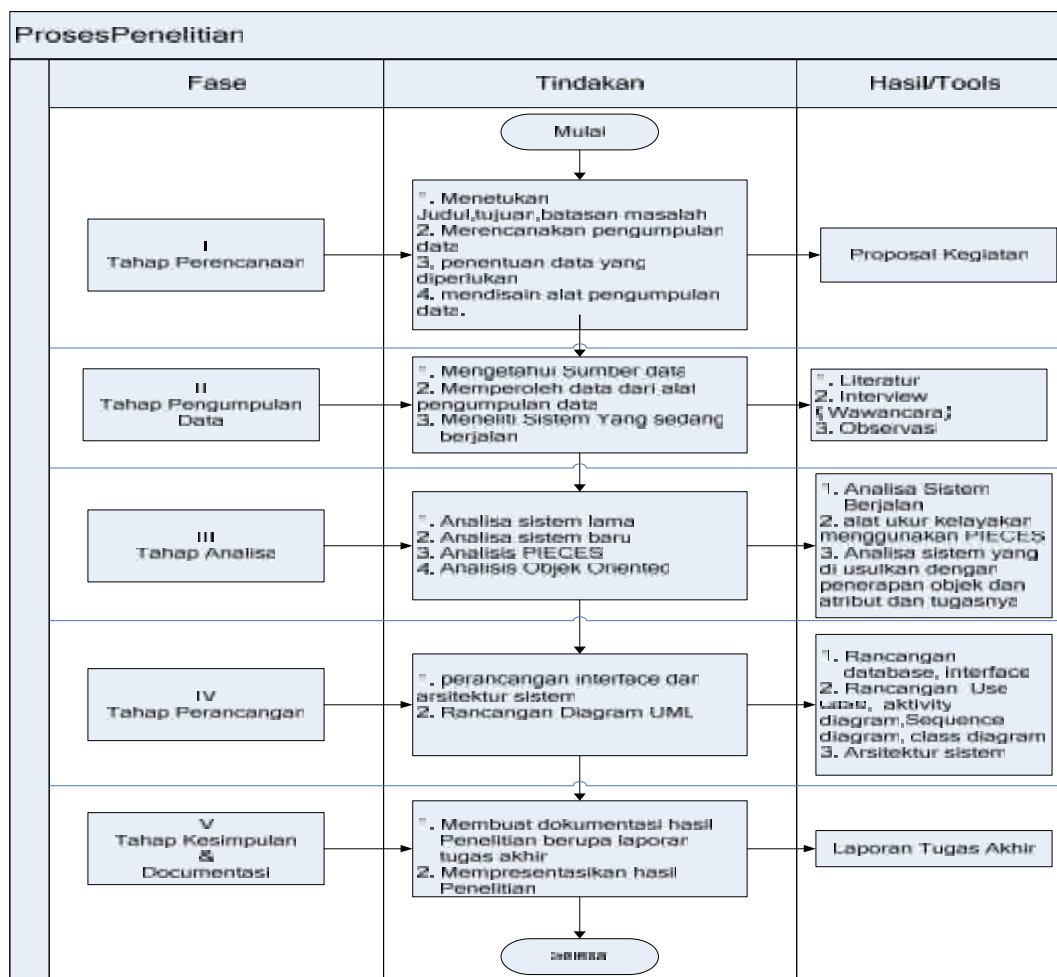 ProsesPenelitian
Fase
Tindakan
Hasil/Tools
Mulai
I
Tahap Perencanaan
1. Menetukan
Judul,tujuan,batasan masalah
2. Merencanakan pengumpulan
data
3. penentuan data yang
diperlukan
4. mendisain alat pengumpulan
data.
Proposal Kegiatan
II
Tahap Pengumpulan
Data
1. Mengetahui Sumber data
2. Memperoleh data dari alat
pengumpulan data
3. Meneliti Sistem Yang sedang
berjalan
1. Literatur
2. Interview
(Wawancara)
3. Observasi
III
Tahap Analisa
1. Analisa sistem lama
2. Analisa sistem baru
3. Analisis PIECES
4. Analisis Objek Oriented
1. Analisa Sistem
Berjalan
2. alat ukur kelayakan
menggunakan PIECES
3. Analisa sistem yang
di usulkan dengan
penerapan objek dan
atribut dan tugasnya
IV
Tahap Perancangan
1. perancangan interface dan
arsitektur sistem
2. Rancangan Diagram UML
1. Rancangan
database, interface
2. Rancangan Use
case, aktivity
diagram,Sequence
diagram, class diagram
3. Arsitektur sistem
V
Tahap Kesimpulan
&
Documentasi
1. Membuat dokumentasi hasil
Penelitian berupa laporan
tugas akhir
2. Mempresentasikan hasil
Penelitian
Laporan Tugas Akhir
Selesai